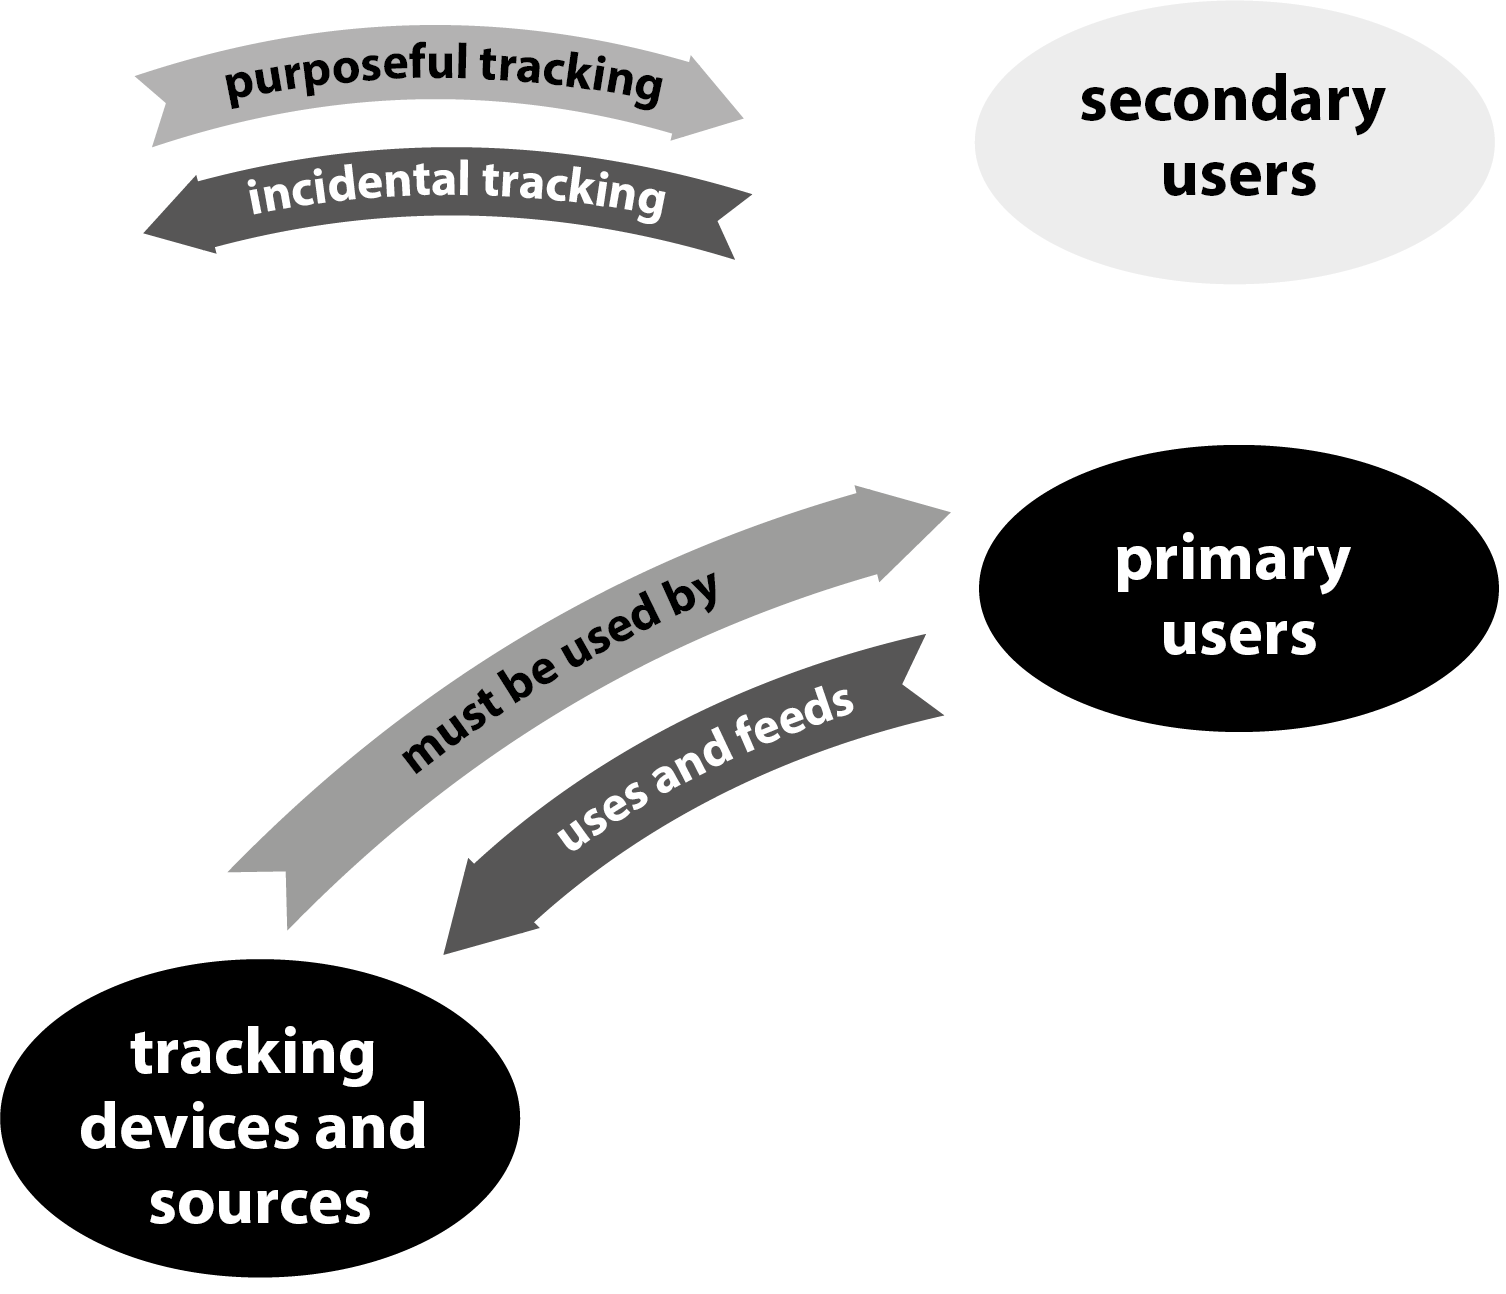 purposeful tracking
incidental tracking
secondary
users
must be used by
uses and feeds
primary
users
tracking
devices and
sources